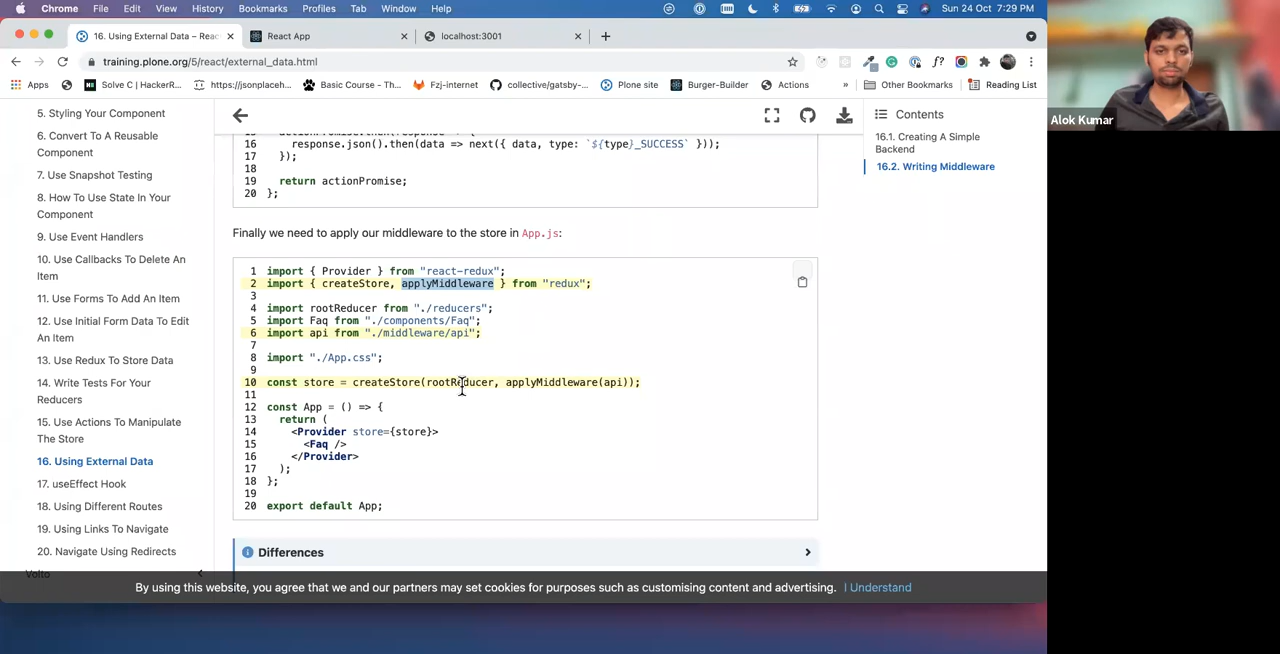 Chrome File Edit View History Bookmarks Profiles Tab Window Help Sun 24 Oct 7:29 PM
16. Using External Data – Reac
React App
localhost:3001
training.plone.org/5/react/external_data.html
Apps
Solve C | HackerR...
https://jsonplaceh...
Basic Course - Th...
Fzj-internet
collective/gatsby-...
Plone site
Burger-Builder
Actions
»
Other Bookmarks
Reading List
Alok Kumar
5. Styling Your Component
6. Convert To A Reusable
Component
7. Use Snapshot Testing
8. How To Use State In Your
Component
9. Use Event Handlers
10. Use Callbacks To Delete An
Item
11. Use Forms To Add An Item
12. Use Initial Form Data To Edit
An Item
13. Use Redux To Store Data
14. Write Tests For Your
Reducers
15. Use Actions To Manipulate
The Store
16. Using External Data
17. useEffect Hook
18. Using Different Routes
19. Using Links To Navigate
20. Navigate Using Redirects
Volto
15 actionPromise.then(response => {
16 response.json().then(data => next({ data, type: `${type}_SUCCESS` }));
17 });
18
19 return actionPromise;
20 };
Finally we need to apply our middleware to the store in App.js:
1 import { Provider } from "react-redux";
2 import { createStore, applyMiddleware } from "redux";
3
4 import rootReducer from "./reducers";
5 import Faq from "./components/Faq";
6 import api from "./middleware/api";
7
8 import "./App.css";
9
10 const store = createStore(rootReducer, applyMiddleware(api));
11
12 const App = () => {
13 return (
14 <Provider store={store}>
15 <Faq />
16 </Provider>
17 );
18 };
19
20 export default App;
Differences
Contents
16.1. Creating A Simple
Backend
16.2. Writing Middleware
By using this website, you agree that we and our partners may set cookies for purposes such as customising content and advertising. I Understand